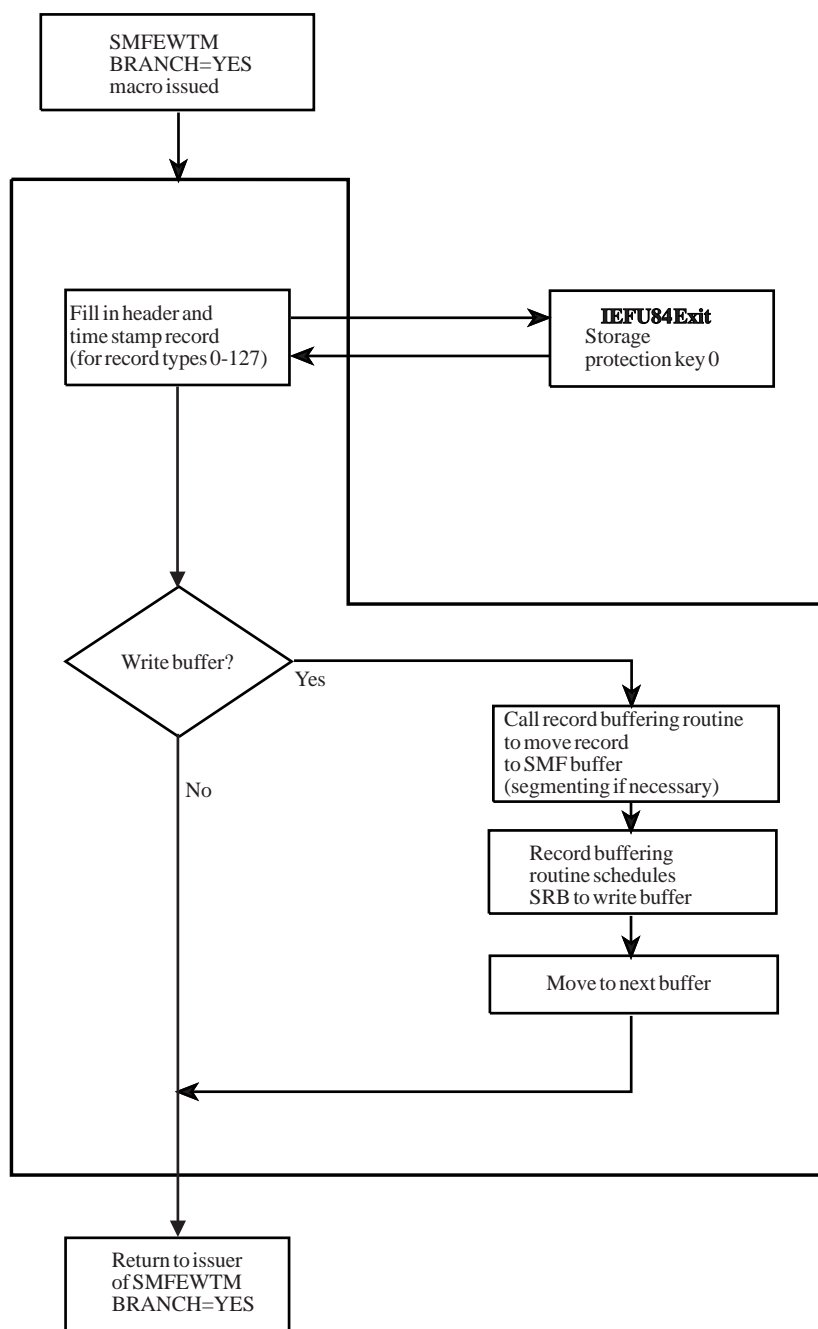 SMFEWTM
BRANCH=YES
macro issued
Fill in header and
time stamp record
(for record types 0-127)
IEFU84 Exit
Storage
protection key 0
Write buffer?
Yes
No
Call record buffering routine
to move record
to SMF buffer
(segmenting if necessary)
Record buffering
routine schedules
SRB to write buffer
Move to next buffer
Return to issuer
of SMFEWTM
BRANCH=YES